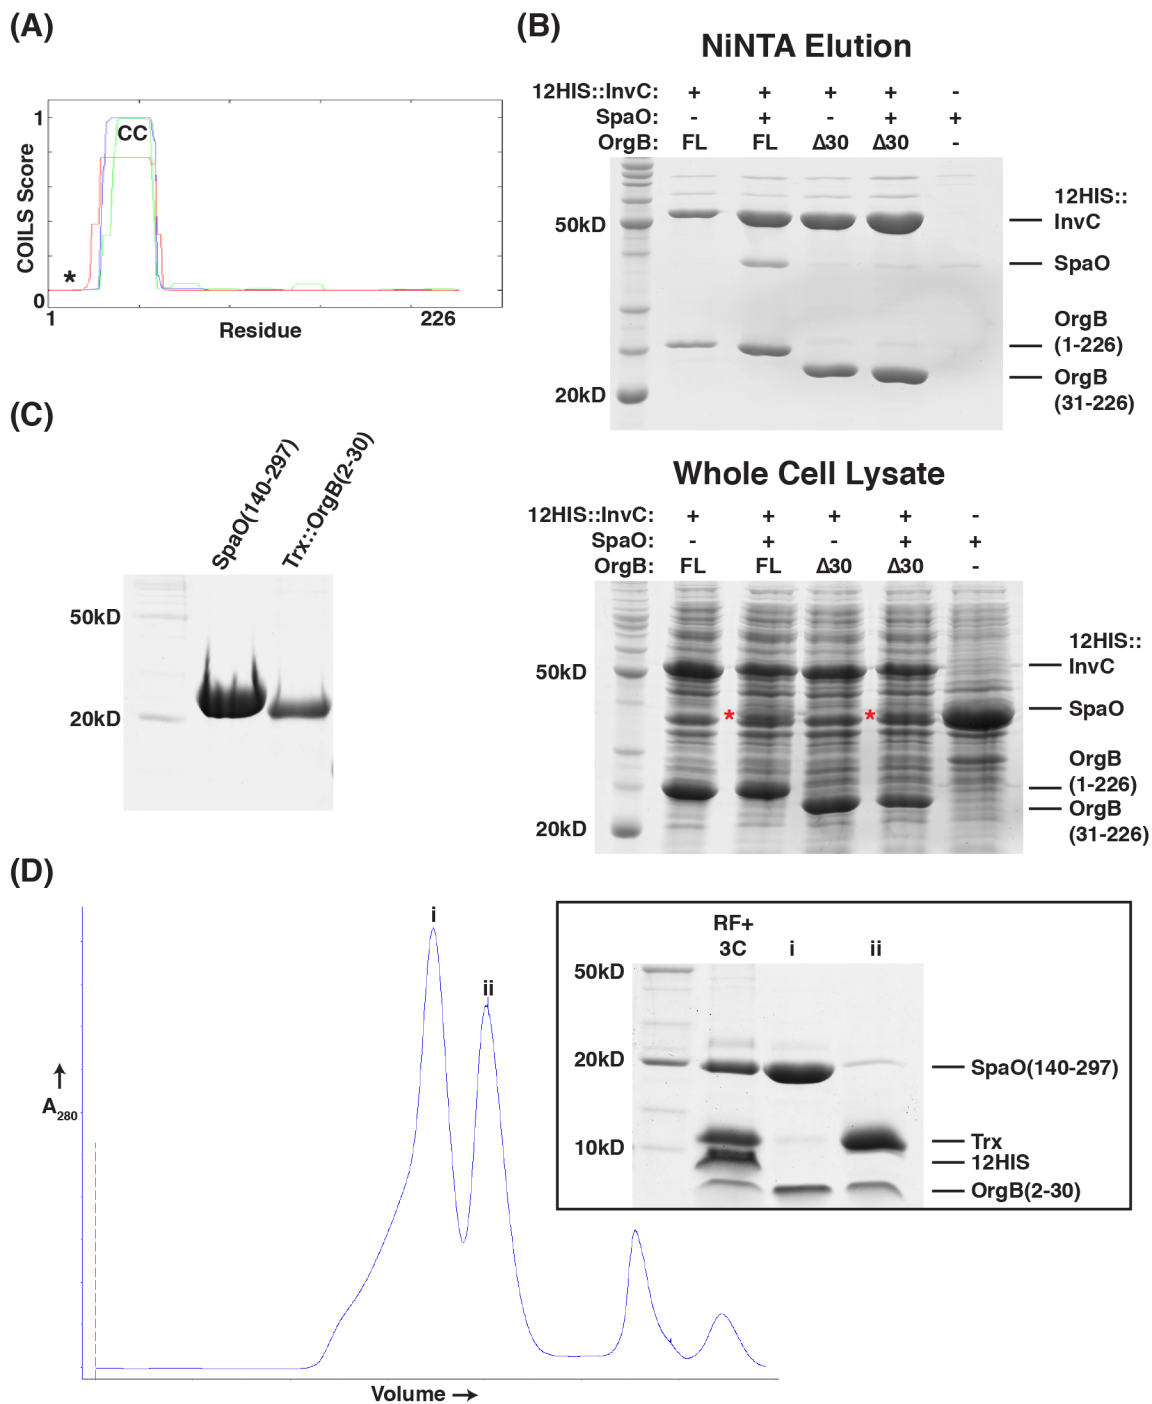 (A)
COILS Score
1
0
CC
*
1
226
Residue
(B)
NiNTA Elution
12HIS::InvC: + + + + -
SpaO: - + - + +
OrgB: FL FL Δ30 Δ30 -
50kD
20kD
12HIS::
InvC
SpaO
OrgB
(1-226)
OrgB
(31-226)
Whole Cell Lysate
12HIS::InvC: + + + + -
SpaO: - + - + +
OrgB: FL FL Δ30 Δ30 -
50kD
20kD
* *
12HIS::
InvC
SpaO
OrgB
(1-226)
OrgB
(31-226)
(C)
SpaO(140-297)
Trx::OrgB(2-30)
50kD
20kD
(D)
A280
i
ii
Volume →
RF+
3C i ii
50kD
20kD
10kD
SpaO(140-297)
Trx
12HIS
OrgB(2-30)